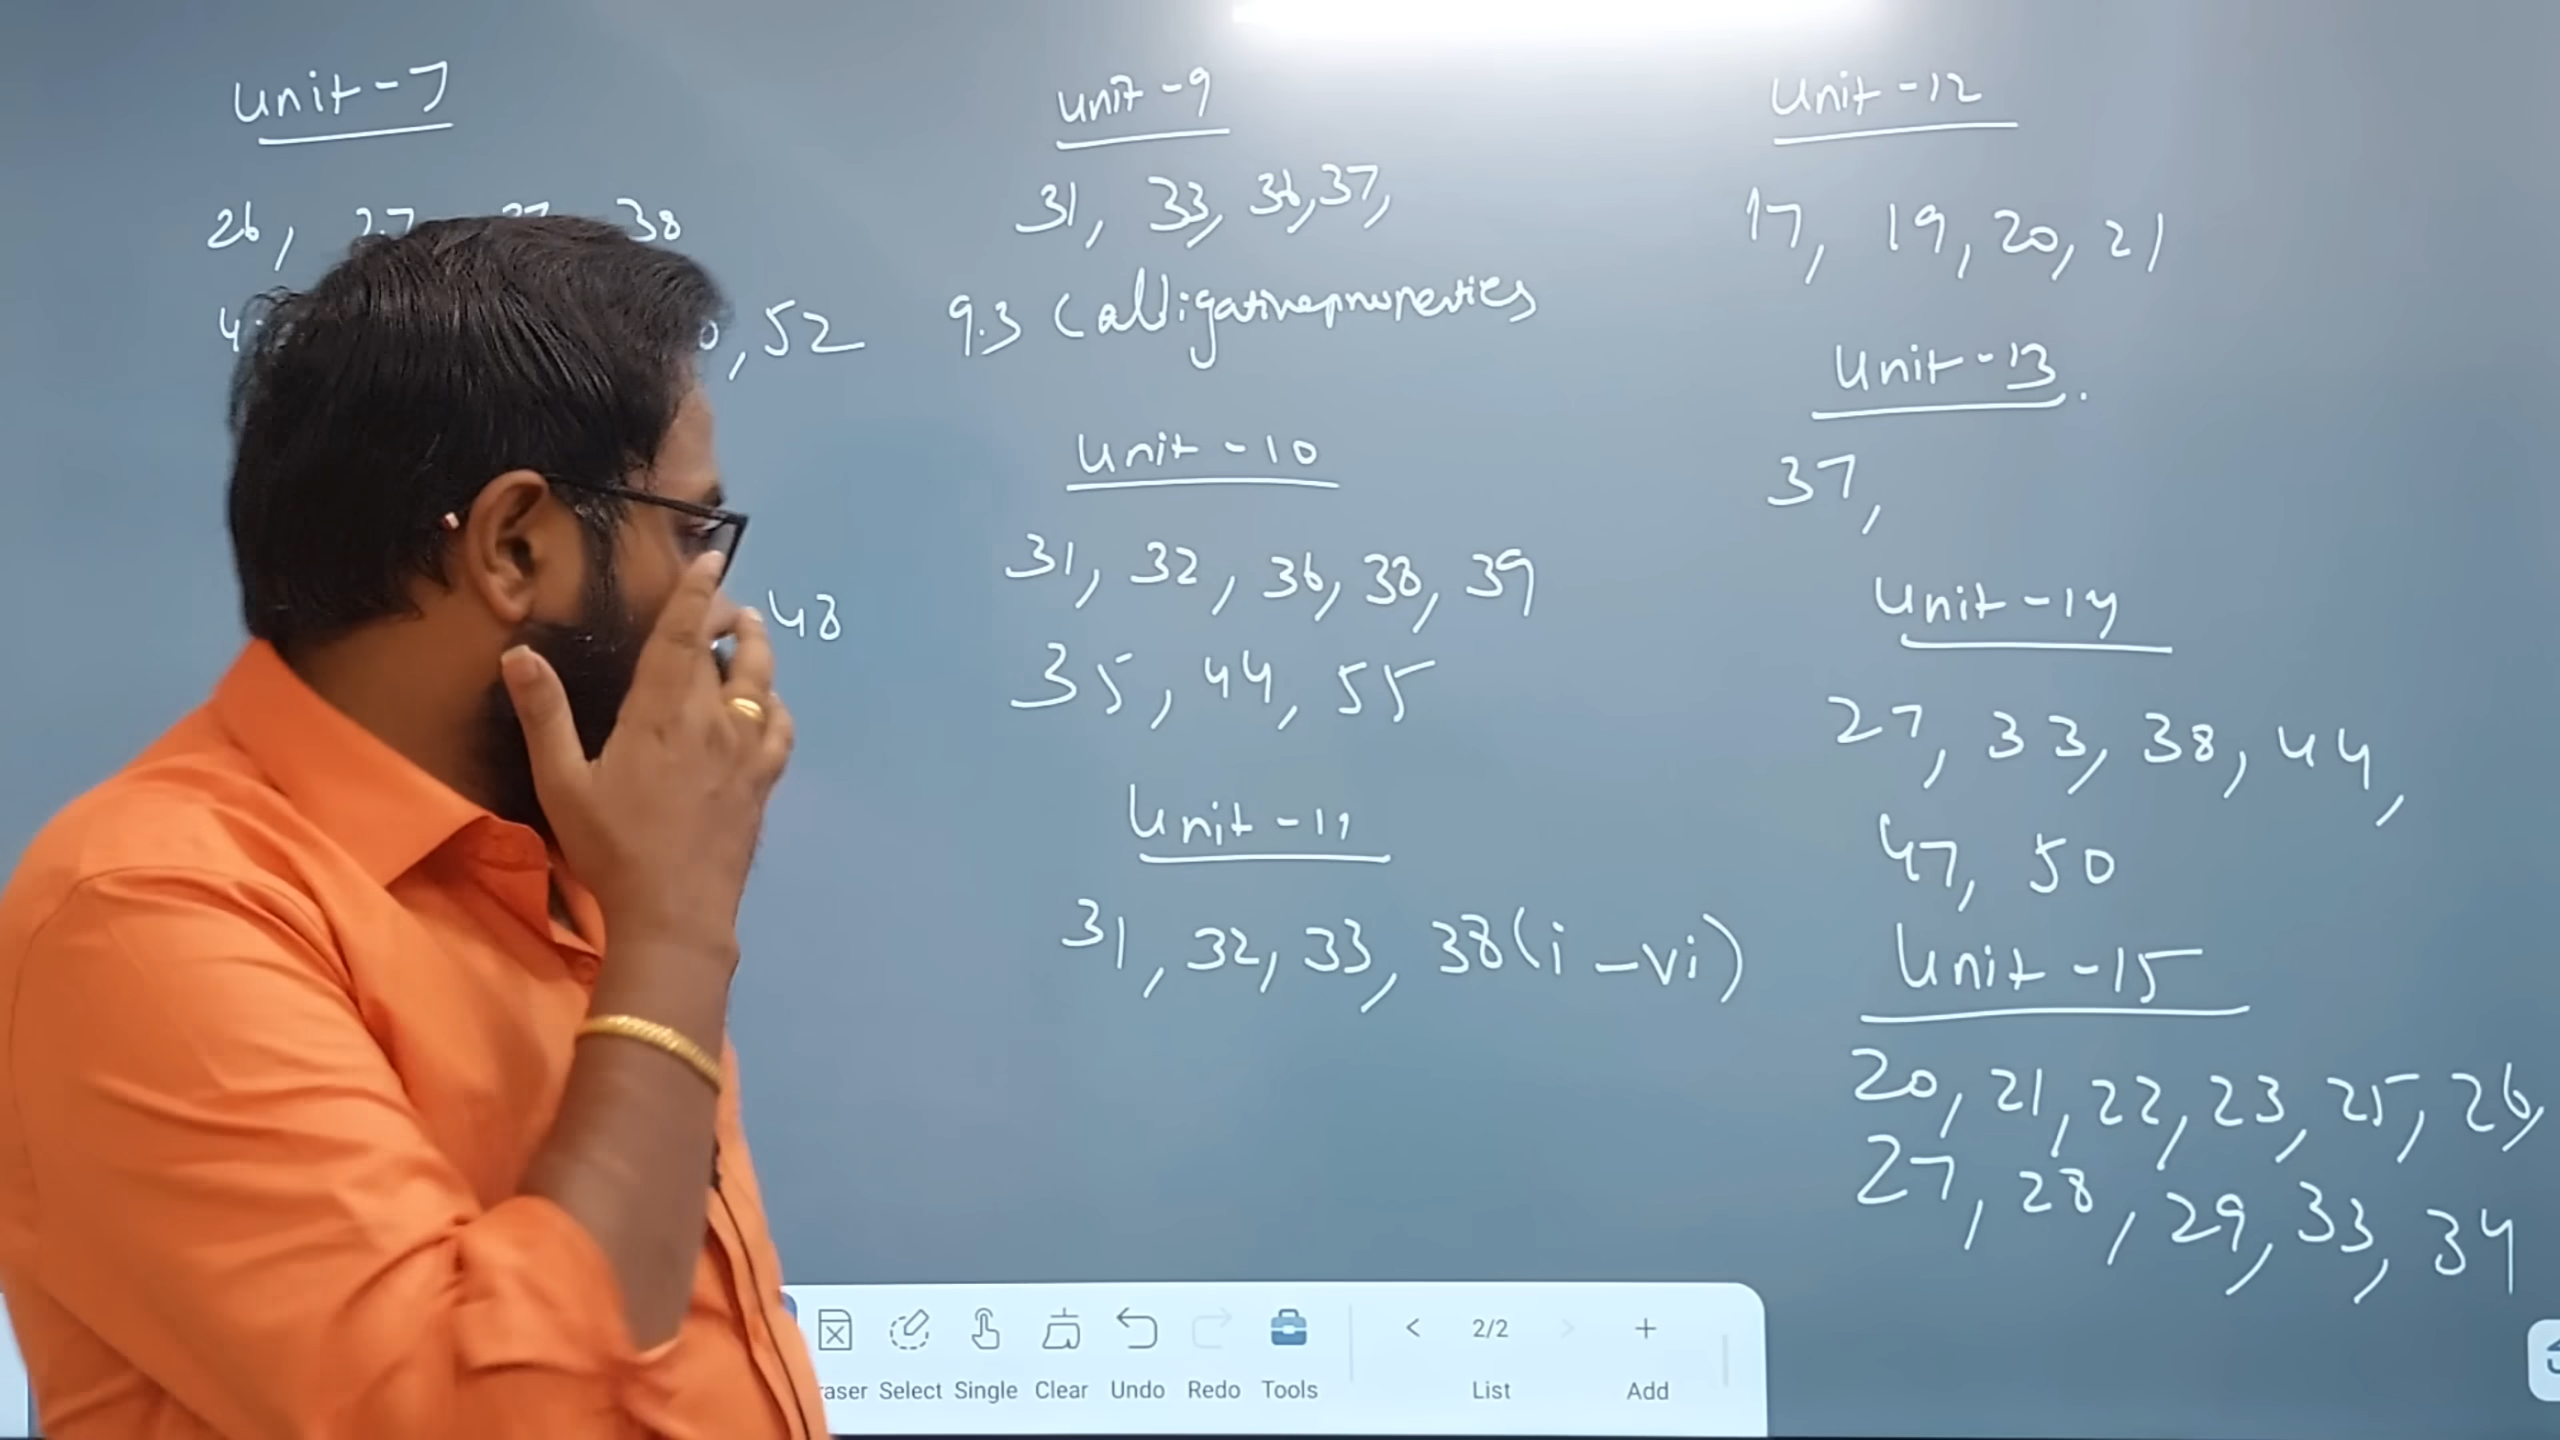 Unit-7
26, 27, 37, 38
, 52
48
Unit-9
31, 33, 36, 37,
9.3 Colligative properties
Unit-10
31, 32, 36, 38, 39
35, 44, 55
Unit-11
31, 32, 33, 38(i-vi)
Unit-12
17, 19, 20, 21
Unit-13.
37,
Unit-14
27, 33, 38, 44,
47, 50
Unit-15
20, 21, 22, 23, 25, 26,
27, 28, 29, 33, 34
Select Single Clear Undo Redo Tools
< 2/2 > +
List Add